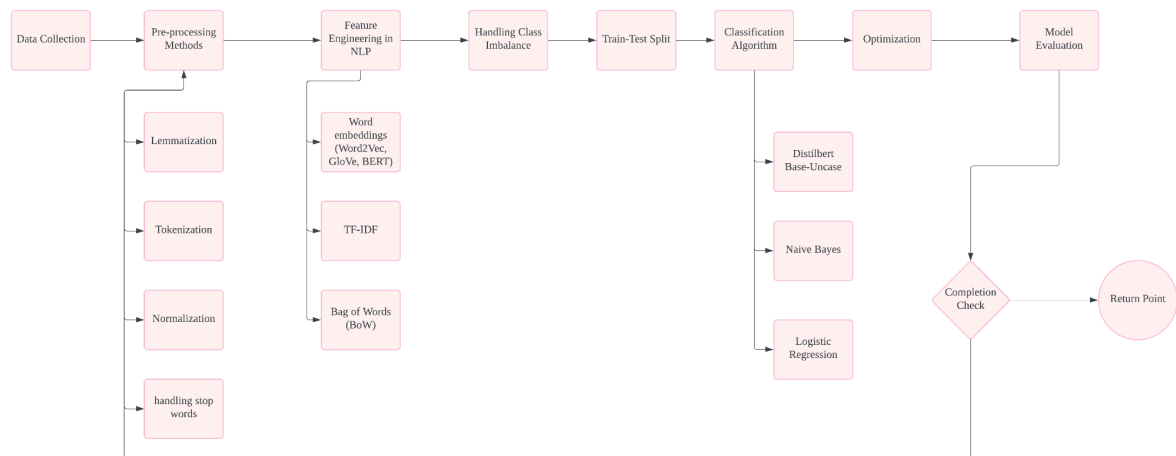 Data Collection
Pre-processing
Methods
Feature
Engineering in
NLP
Handling Class
Imbalance
Train-Test Split
Classification
Algorithm
Optimization
Model
Evaluation
Lemmatization
Tokenization
Normalization
handling stop
words
Word
embeddings
(Word2Vec,
GloVe, BERT)
TF-IDF
Bag of Words
(BoW)
Distilbert
Base-Uncase
Naive Bayes
Logistic
Regression
Completion
Check
Return Point